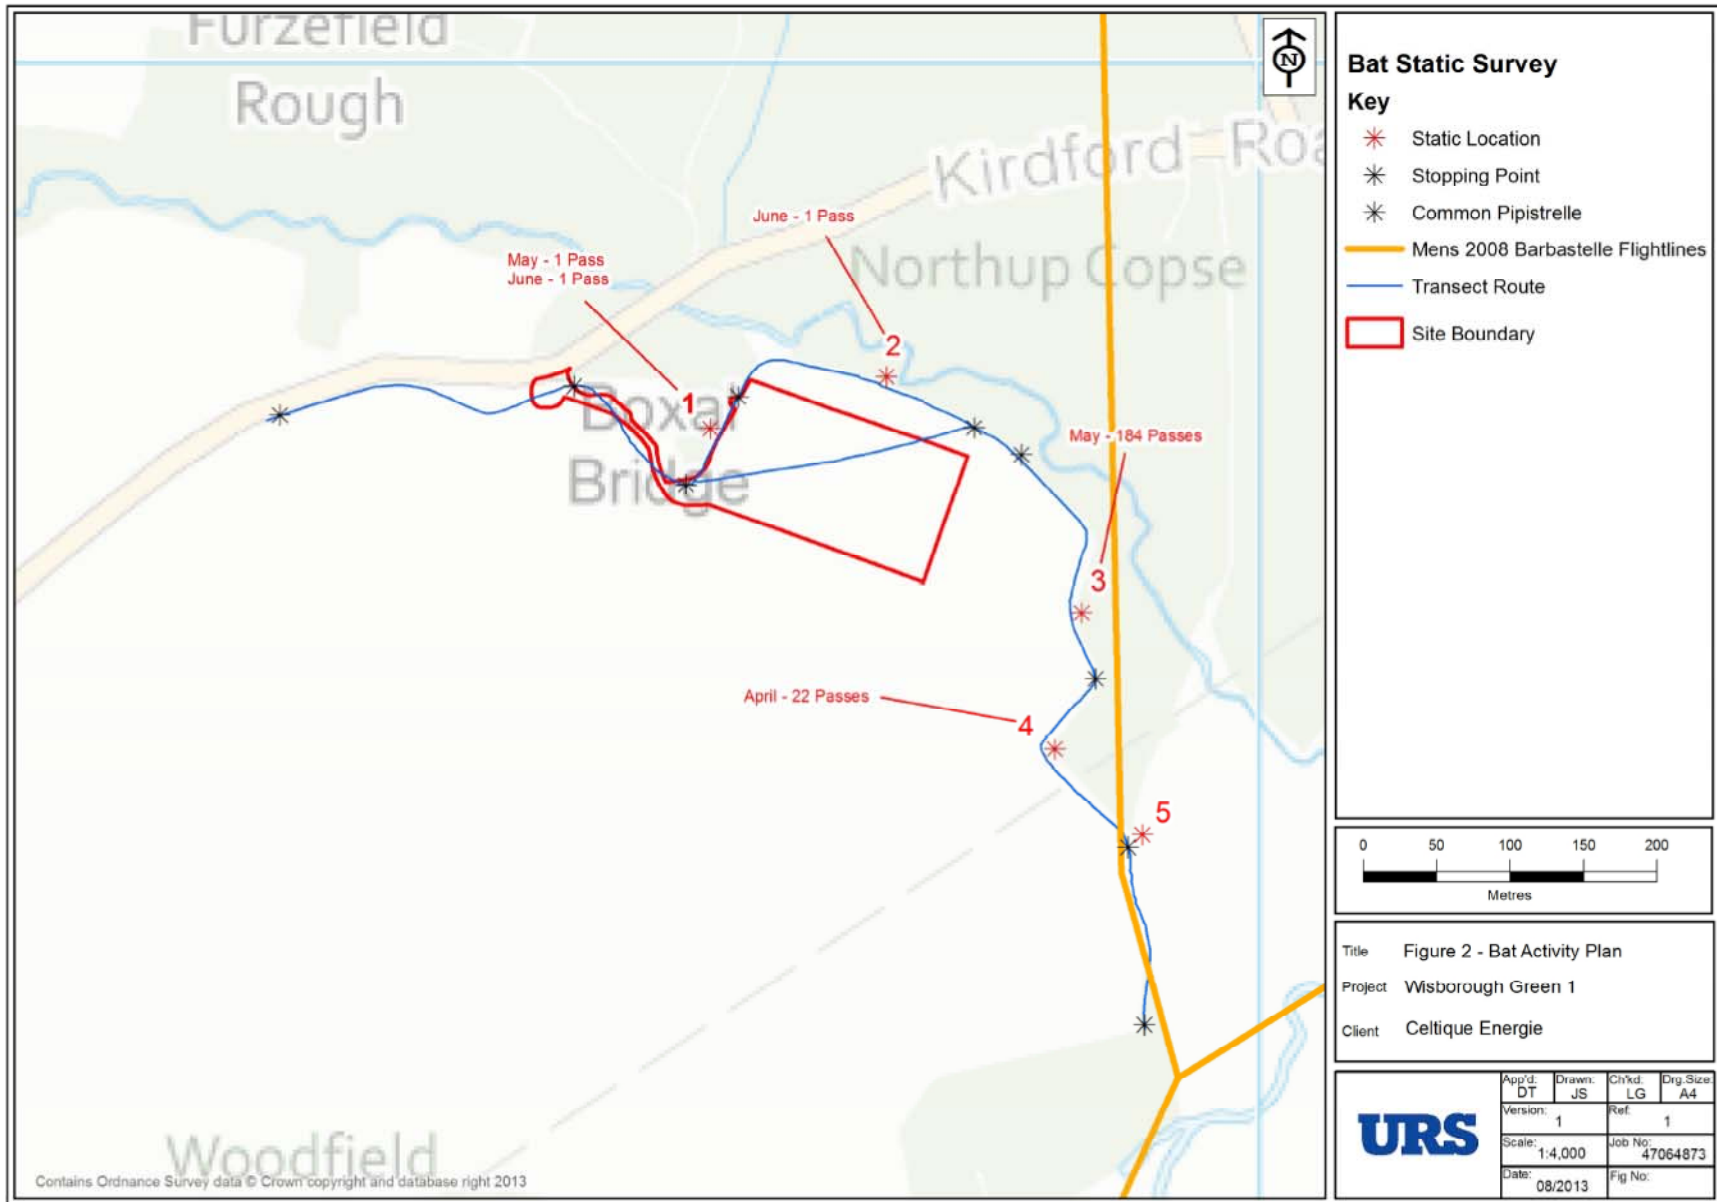 Furzefield
Rough
N
Kirdford Roa
June - 1 Pass
May - 1 Pass
June - 1 Pass
Northup Copse
2
1
Boxal
Bridge
May - 184 Passes
3
April - 22 Passes
4
5
Woodfield
Contains Ordnance Survey data © Crown copyright and database right 2013
Bat Static Survey
Key
Static Location
Stopping Point
Common Pipistrelle
Mens 2008 Barbastelle Flightlines
Transect Route
Site Boundary
0 50 100 150 200
Metres
Title Figure 2 - Bat Activity Plan
Project Wisborough Green 1
Client Celtique Energie
URS
App'd: Drawn: Ch'kd: Drg.Size:
DT JS LG A4
Version: Ref:
1 1
Scale: Job No:
1:4,000 47064873
Date: Fig No:
08/2013